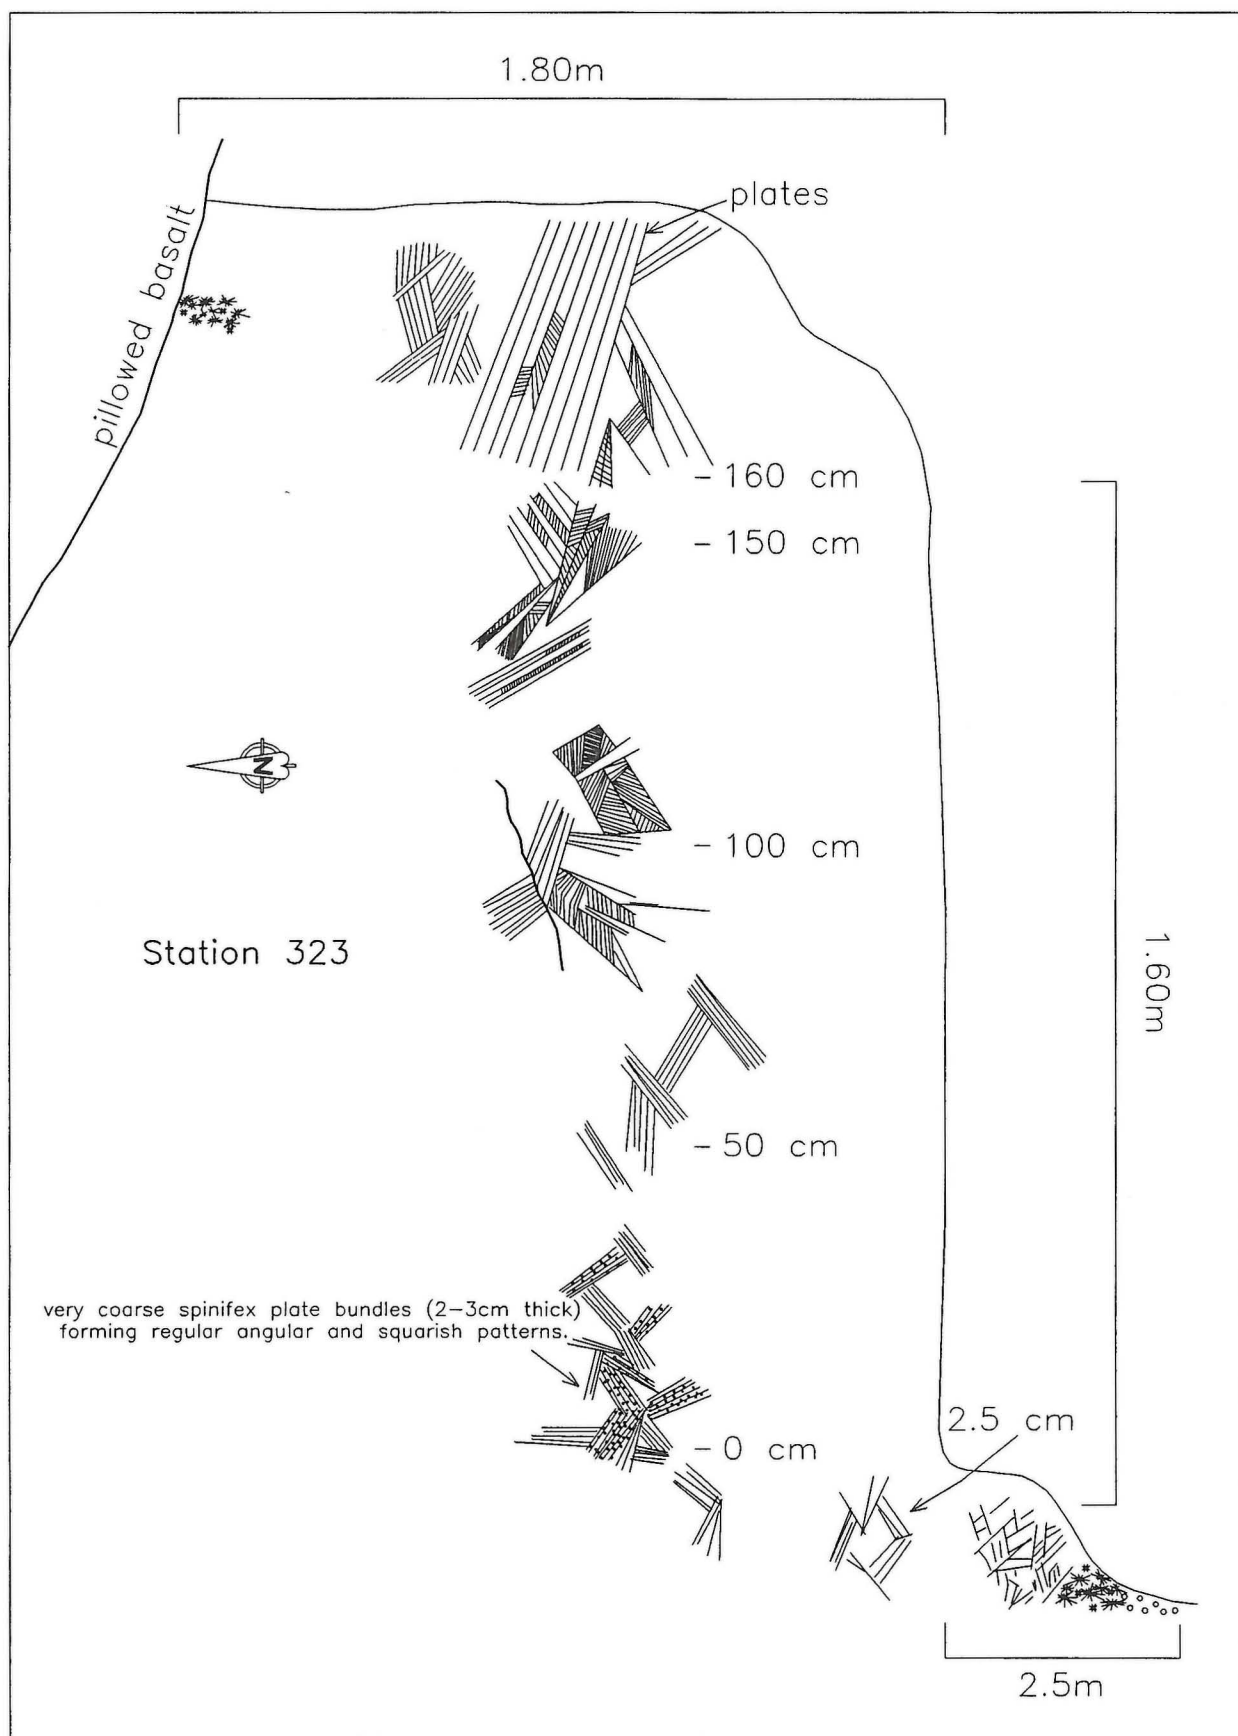 1.80m
plates
pillowed basalt
- 160 cm
- 150 cm
N
- 100 cm
Station 323
1.60m
- 50 cm
very coarse spinifex plate bundles (2-3cm thick)
forming regular angular and squarish patterns.
2.5 cm
- 0 cm
2.5m